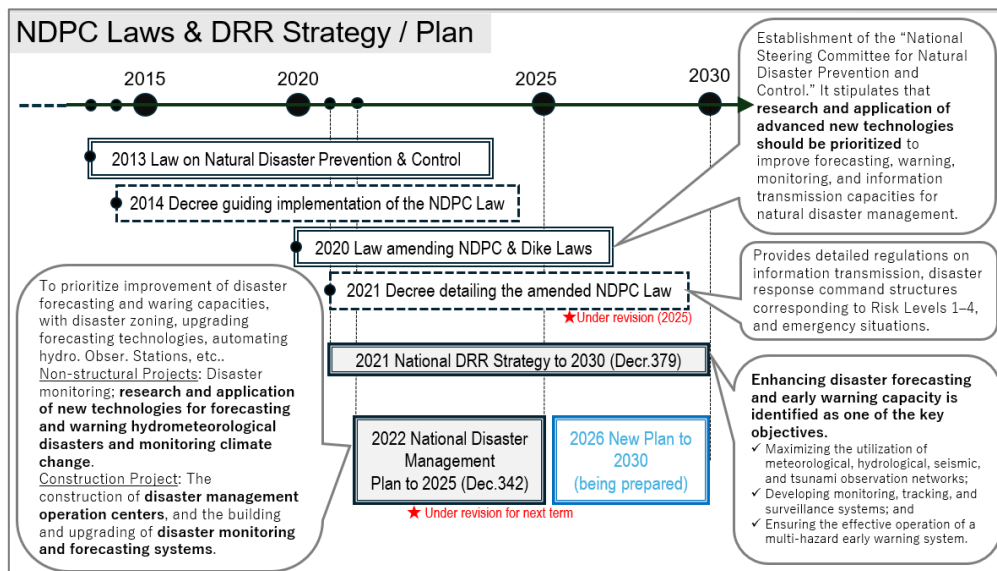 NDPC Laws & DRR Strategy / Plan
2015
2020
2025
2030
2013 Law on Natural Disaster Prevention & Control
2014 Decree guiding implementation of the NDPC Law
2020 Law amending NDPC & Dike Laws
2021 Decree detailing the amended NDPC Law
★Under revision (2025)
2021 National DRR Strategy to 2030 (Decr.379)
2022 National Disaster
Management
Plan to 2025 (Dec.342)
★ Under revision for next term
2026 New Plan to
2030
(being prepared)
Establishment of the “National
Steering Committee for Natural
Disaster Prevention and
Control.” It stipulates that
research and application of
advanced new technologies
should be prioritized to
improve forecasting, warning,
monitoring, and information
transmission capacities for
natural disaster management.
Provides detailed regulations on
information transmission, disaster
response command structures
corresponding to Risk Levels 1–4,
and emergency situations.
To prioritize improvement of disaster
forecasting and waring capacities,
with disaster zoning, upgrading
forecasting technologies, automating
hydro. Obser. Stations, etc..
Non-structural Projects: Disaster
monitoring; research and application
of new technologies for forecasting
and warning hydrometeorological
disasters and monitoring climate
change.
Construction Project: The
construction of disaster management
operation centers, and the building
and upgrading of disaster monitoring
and forecasting systems.
Enhancing disaster forecasting
and early warning capacity is
identified as one of the key
objectives.
✓ Maximizing the utilization of
meteorological, hydrological, seismic,
and tsunami observation networks;
✓ Developing monitoring, tracking, and
surveillance systems; and
✓ Ensuring the effective operation of a
multi-hazard early warning system.